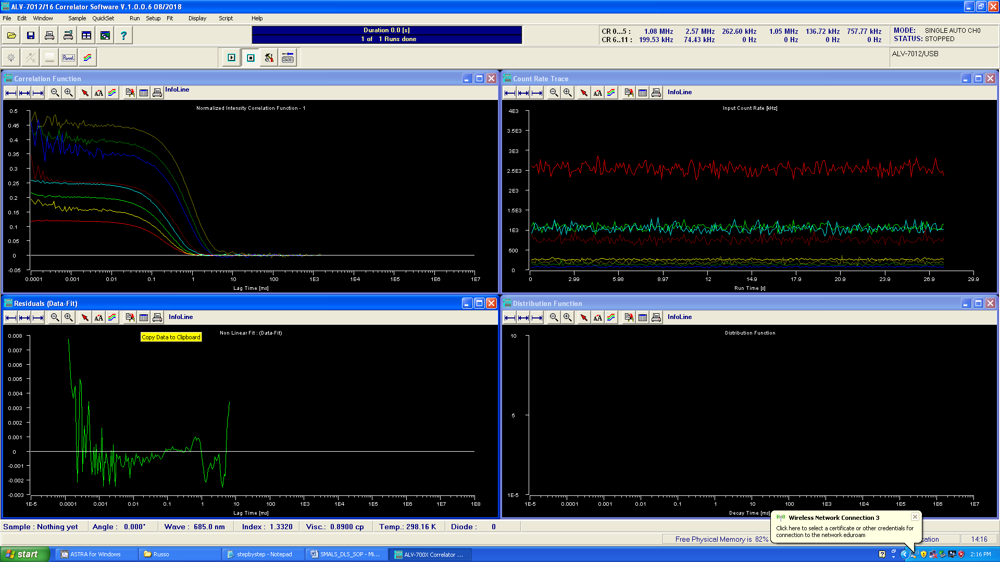 ALV-7012/16 Correlator Software V.1.0.0.6 08/2018
File Edit Window Sample QuickSet Run Setup Fit Display Script Help
Duration 0.0 [s]
1 of 1 Runs done
CR 0...5 : 1.08 MHz 2.57 MHz 262.60 kHz 1.05 MHz 136.72 kHz 757.77 kHz
CR 6...11 : 199.53 kHz 74.43 kHz 0 Hz 0 Hz 0 Hz 0 Hz
MODE: SINGLE AUTO CH0
STATUS: STOPPED
Panel
ALV-7012/USB
Correlation Function
InfoLine
Normalized Intensity Correlation Function - 1
0.5
0.45
0.4
0.35
0.3
0.25
0.2
0.15
0.1
0.05
0
-0.05
0.0001 0.001 0.01 0.1 1 10 100 1E3 1E4 1E5 1E6 1E7
Lag Time [ms]
Count Rate Trace
InfoLine
Input Count Rate [kHz]
4E3
3.5E3
3E3
2.5E3
2E3
1.5E3
1E3
500
0
0 2.99 5.98 8.97 12 14.9 17.9 20.9 23.9 26.9 29.9
Run Time [s]
Residuals (Data-Fit)
InfoLine
Copy Data to Clipboard
Non Linear Fit : (Data-Fit)
0.008
0.007
0.006
0.005
0.004
0.003
0.002
0.001
0
-0.001
-0.002
-0.003
1E-5 0.0001 0.001 0.01 0.1 1 10 100 1E3 1E4 1E5 1E6 1E7 1E8
Lag Time [ms]
Distribution Function
InfoLine
Distribution Function
10
5
1E-5
1E-5 0.0001 0.001 0.01 0.1 1 10 100 1E3 1E4 1E5 1E6 1E7
Decay Time [ms]
Wireless Network Connection 3
Click here to select a certificate or other credentials for
connection to the network eduroam
Sample : Nothing yet Angle : 0.000° Wave : 685.0 nm Index : 1.3320 Visc.: 0.8900 cp Temp.: 298.16 K Diode : 0
Free Physical Memory is 82% cation 14:16
start ASTRA for Windows Russo stepbystep - Notepad SMALS_DLS_SOP - Mi... ALV-700X Correlator ... 2:16 PM